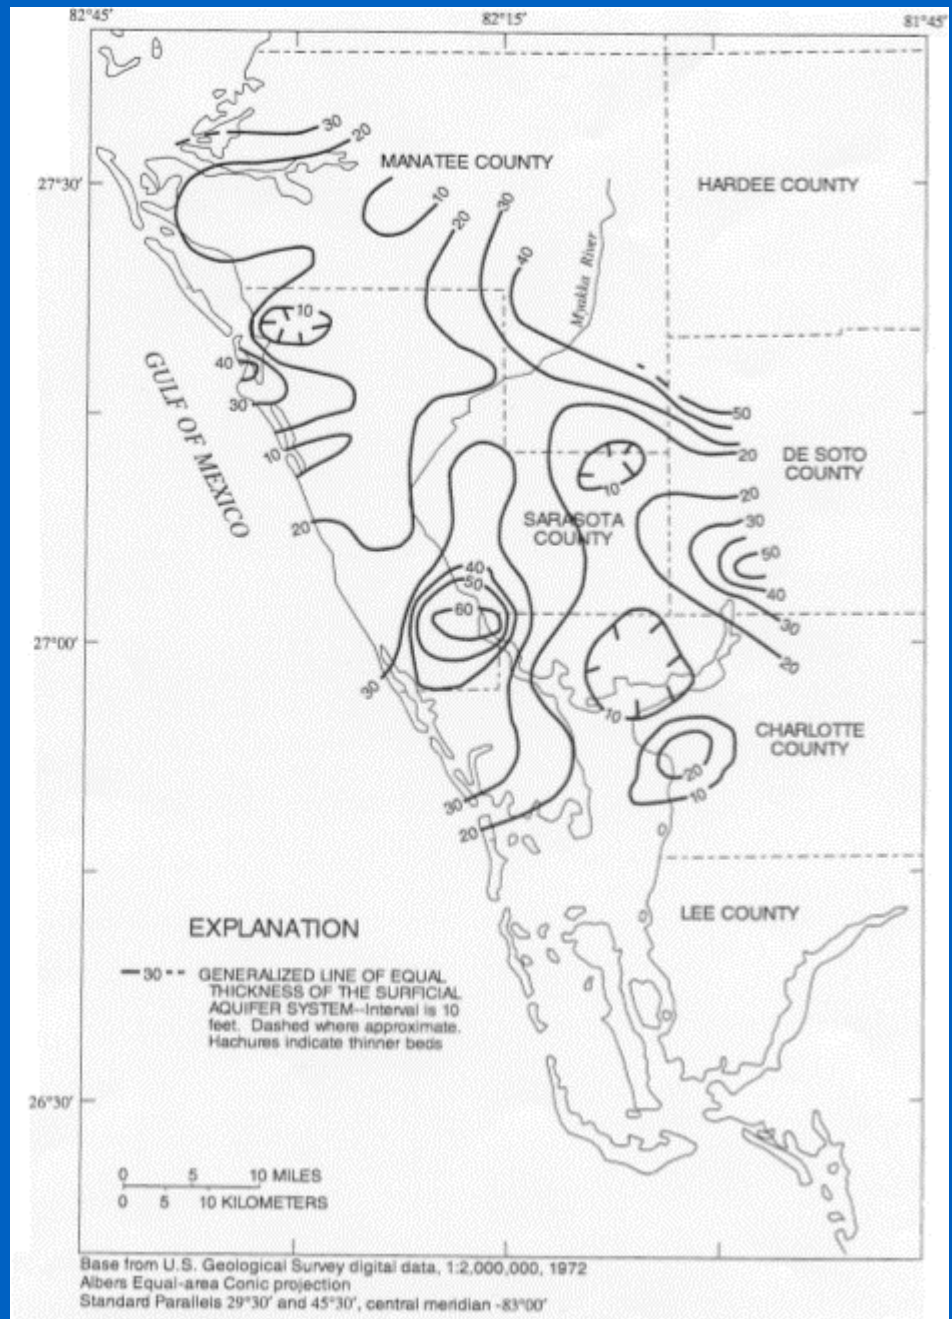 82°45'
82°15'
81°45'
30
20
MANATEE COUNTY
27°30'
HARDEE COUNTY
10
30
20
40
Myakka River
10
40
GULF OF MEXICO
30
50
10
20
DE SOTO
COUNTY
10
20
20
SARASOTA
COUNTY
30
50
40
50
40
60
30
27°00'
20
30
10
CHARLOTTE
COUNTY
20
10
30
20
LEE COUNTY
EXPLANATION
30
GENERALIZED LINE OF EQUAL
THICKNESS OF THE SURFICIAL
AQUIFER SYSTEM--Interval is 10
feet. Dashed where approximate.
Hachures indicate thinner beds
26°30'
0 5 10 MILES
0 5 10 KILOMETERS
Base from U.S. Geological Survey digital data, 1:2,000,000, 1972
Albers Equal-area Conic projection
Standard Parallels 29°30' and 45°30', central meridian -83°00'